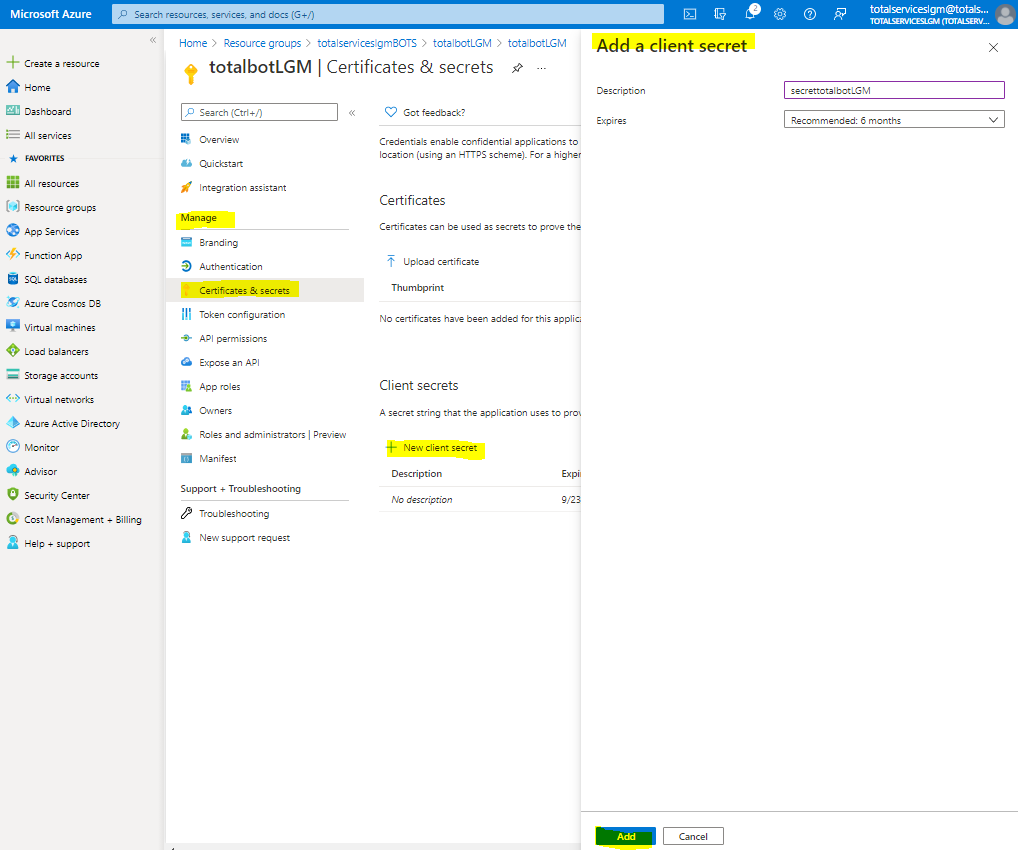 Microsoft Azure
Search resources, services, and docs (G+/)
2
totalserviceslgm@totals...
TOTALSERVICESLGM (TOTALSERV...
«
Create a resource
Home
Dashboard
All services
FAVORITES
All resources
Resource groups
App Services
Function App
SQL databases
Azure Cosmos DB
Virtual machines
Load balancers
Storage accounts
Virtual networks
Azure Active Directory
Monitor
Advisor
Security Center
Cost Management + Billing
Help + support
Home > Resource groups > totalserviceslgmBOTS > totalbotLGM > totalbotLGM
totalbotLGM | Certificates & secrets
...
Search (Ctrl+/)
«
Overview
Quickstart
Integration assistant
Manage
Branding
Authentication
Certificates & secrets
Token configuration
API permissions
Expose an API
App roles
Owners
Roles and administrators | Preview
Manifest
Support + Troubleshooting
Troubleshooting
New support request
Got feedback?
Credentials enable confidential applications to
location (using an HTTPS scheme). For a higher
Certificates
Certificates can be used as secrets to prove the
Upload certificate
Thumbprint
No certificates have been added for this applica
Client secrets
A secret string that the application uses to prov
New client secret
Description
Expi
No description
9/23
Add a client secret
Description
secrettotalbotLGM
Expires
Recommended: 6 months
Add
Cancel